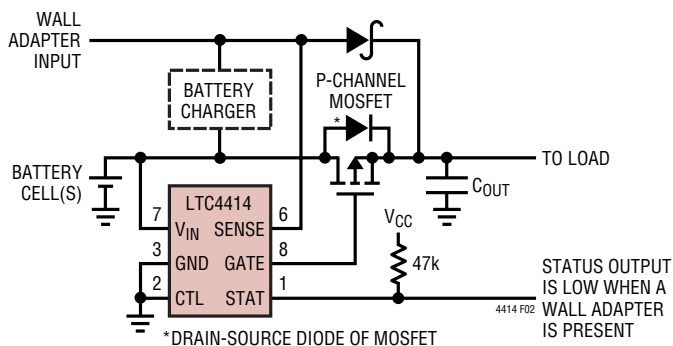 WALL
ADAPTER
INPUT
BATTERY
CHARGER
P-CHANNEL
MOSFET
*
TO LOAD
BATTERY
CELL(S)
COUT
LTC4414
7
VIN SENSE
6
VCC
3
GND GATE
8
47k
2
CTL STAT
1
STATUS OUTPUT
IS LOW WHEN A
WALL ADAPTER
IS PRESENT
4414 F02
*DRAIN-SOURCE DIODE OF MOSFET